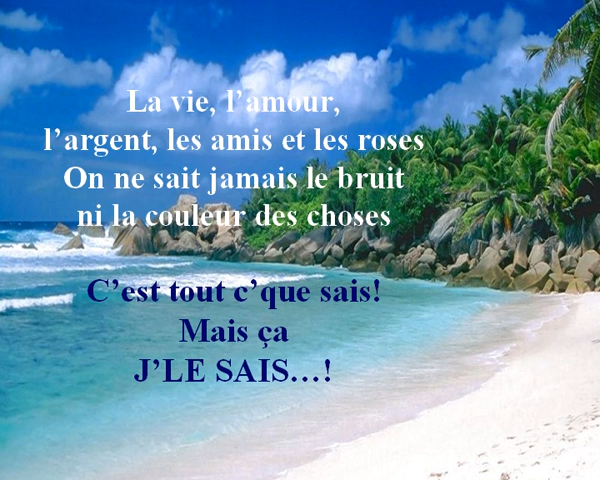 La vie, l’amour,
l’argent, les amis et les roses
On ne sait jamais le bruit
ni la couleur des choses
C’est tout c’que sais!
Mais ça
J’LE SAIS…!